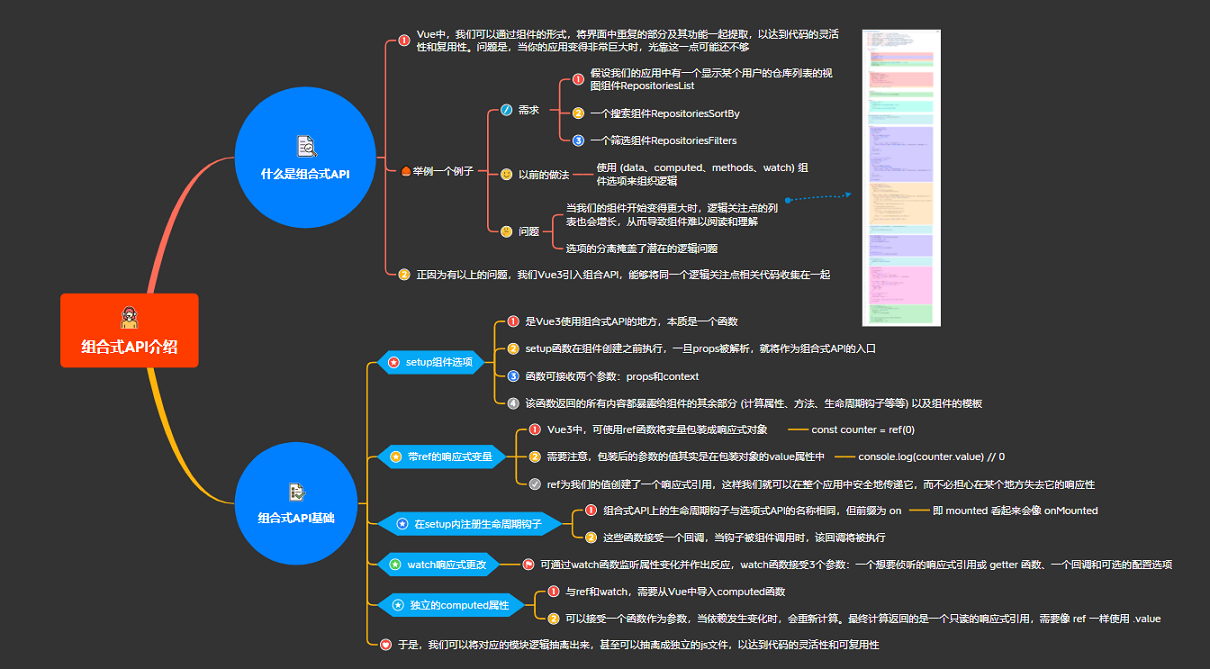 组合式API介绍
什么是组合式API
1 Vue中，我们可以通过组件的形式，将界面中重复的部分及其功能一起提取，以达到代码的灵活
性和复用性。问题是，当你的应用变得非常巨大时，光靠这一点可能还不够
举例一个例子
需求
1 假设我们的应用中有一个显示某个用户的仓库列表的视
图组件RepositoriesList
2 一个搜索组件RepositoriesSortBy
3 一个筛选组件RepositoriesFilters
以前的做法
使用 (data、computed、methods、watch) 组
件选项来组织逻辑
问题
当我们的组件开始变得更大时，逻辑关注点的列
表也会增长，从而导致组件难以阅读和理解
选项的分离掩盖了潜在的逻辑问题
2 正因为有以上的问题，我们Vue3引入组合API，能够将同一个逻辑关注点相关代码收集在一起
组合式API基础
setup组件选项
1 是Vue3使用组合式API的地方，本质是一个函数
2 setup函数在组件创建之前执行，一旦props被解析，就将作为组合式API的入口
3 函数可接收两个参数：props和context
4 该函数返回的所有内容都暴露给组件的其余部分 (计算属性、方法、生命周期钩子等等) 以及组件的模板
带ref的响应式变量
1 Vue3中，可使用ref函数将变量包装成响应式对象
const counter = ref(0)
2 需要注意，包装后的参数的值其实是在包装对象的value属性中
console.log(counter.value) // 0
ref为我们的值创建了一个响应式引用，这样我们就可以在整个应用中安全地传递它，而不必担心在某个地方失去它的响应性
在setup内注册生命周期钩子
1 组合式API上的生命周期钩子与选项式API的名称相同，但前缀为 on
即 mounted 看起来会像 onMounted
2 这些函数接受一个回调，当钩子被组件调用时，该回调将被执行
watch响应式更改
可通过watch函数监听属性变化并作出反应，watch函数接受3个参数：一个想要侦听的响应式引用或 getter 函数、一个回调和可选的配置选项
独立的computed属性
1 与ref和watch，需要从Vue中导入computed函数
2 可以接受一个函数作为参数，当依赖发生变化时，会重新计算。最终计算返回的是一个只读的响应式引用，需要像 ref 一样使用 .value
于是，我们可以将对应的模块逻辑抽离出来，甚至可以抽离成独立的js文件，以达到代码的灵活性和可复用性